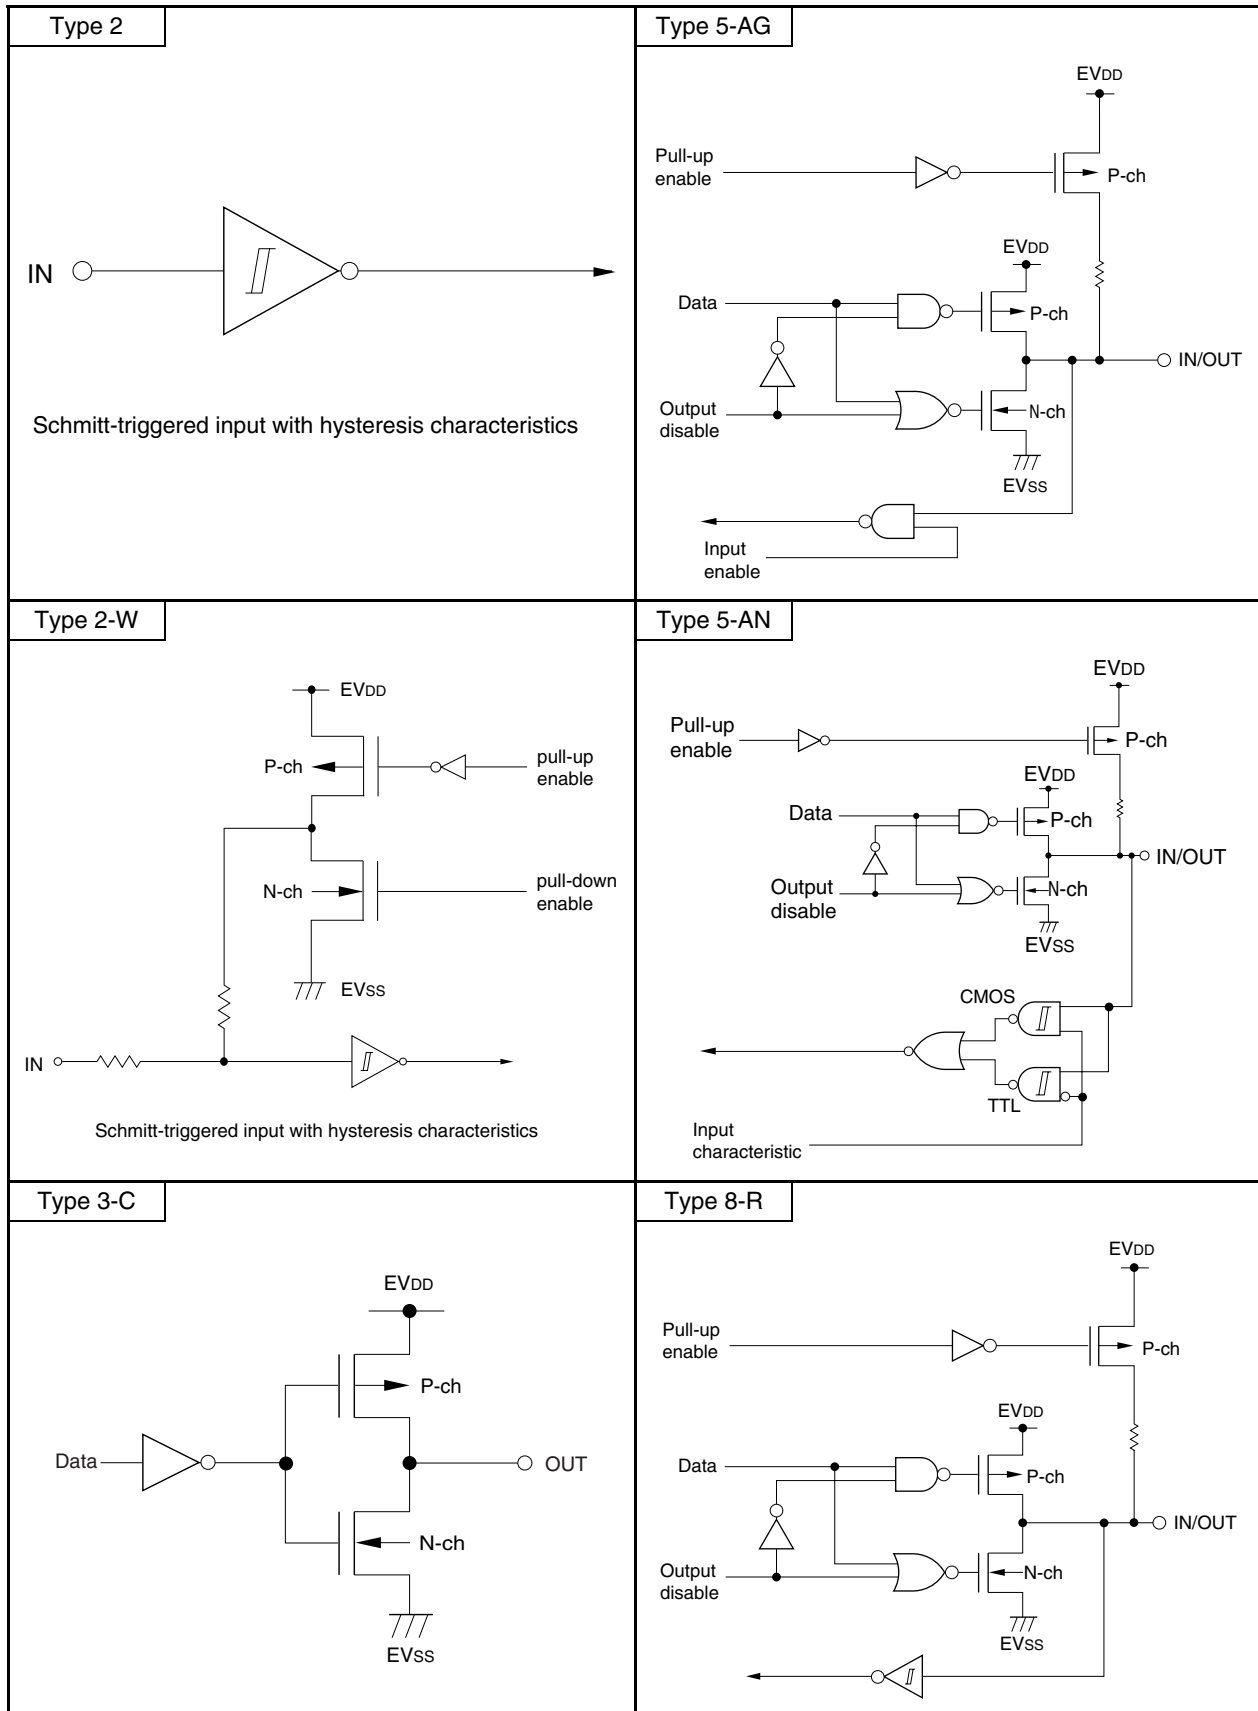 Type 2
IN
Schmitt-triggered input with hysteresis characteristics
Type 5-AG
EVDD
Pull-up
enable
P-ch
EVDD
Data
P-ch
IN/OUT
Output
disable
N-ch
EVSS
Input
enable
Type 2-W
EVDD
P-ch
pull-up
enable
N-ch
pull-down
enable
EVSS
IN
Schmitt-triggered input with hysteresis characteristics
Type 5-AN
EVDD
Pull-up
enable
P-ch
EVDD
Data
P-ch
IN/OUT
Output
disable
N-ch
EVSS
CMOS
TTL
Input
characteristic
Type 3-C
EVDD
P-ch
Data
OUT
N-ch
EVSS
Type 8-R
EVDD
Pull-up
enable
P-ch
EVDD
Data
P-ch
IN/OUT
Output
disable
N-ch
EVSS